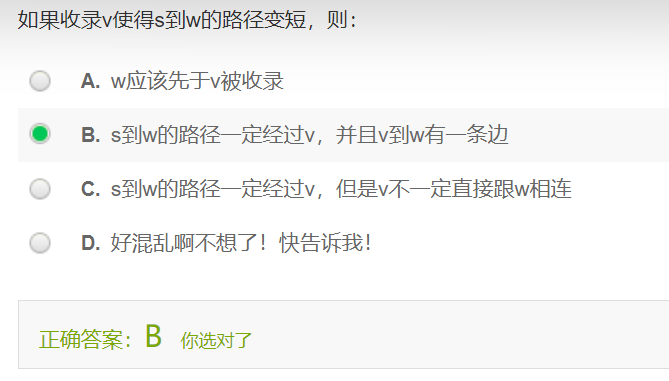 如果收录v使得s到w的路径变短，则：
A. w应该先于v被收录
B. s到w的路径一定经过v，并且v到w有一条边
C. s到w的路径一定经过v，但是v不一定直接跟w相连
D. 好混乱啊不想了！快告诉我！
正确答案：B 你选对了